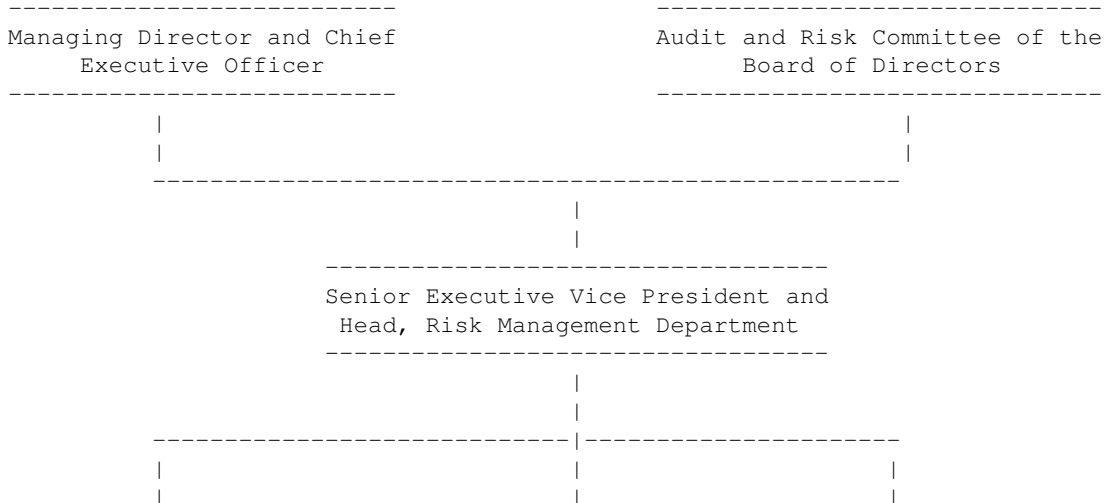 Managing Director and Chief
Executive Officer
Audit and Risk Committee of the
Board of Directors
Senior Executive Vice President and
Head, Risk Management Department